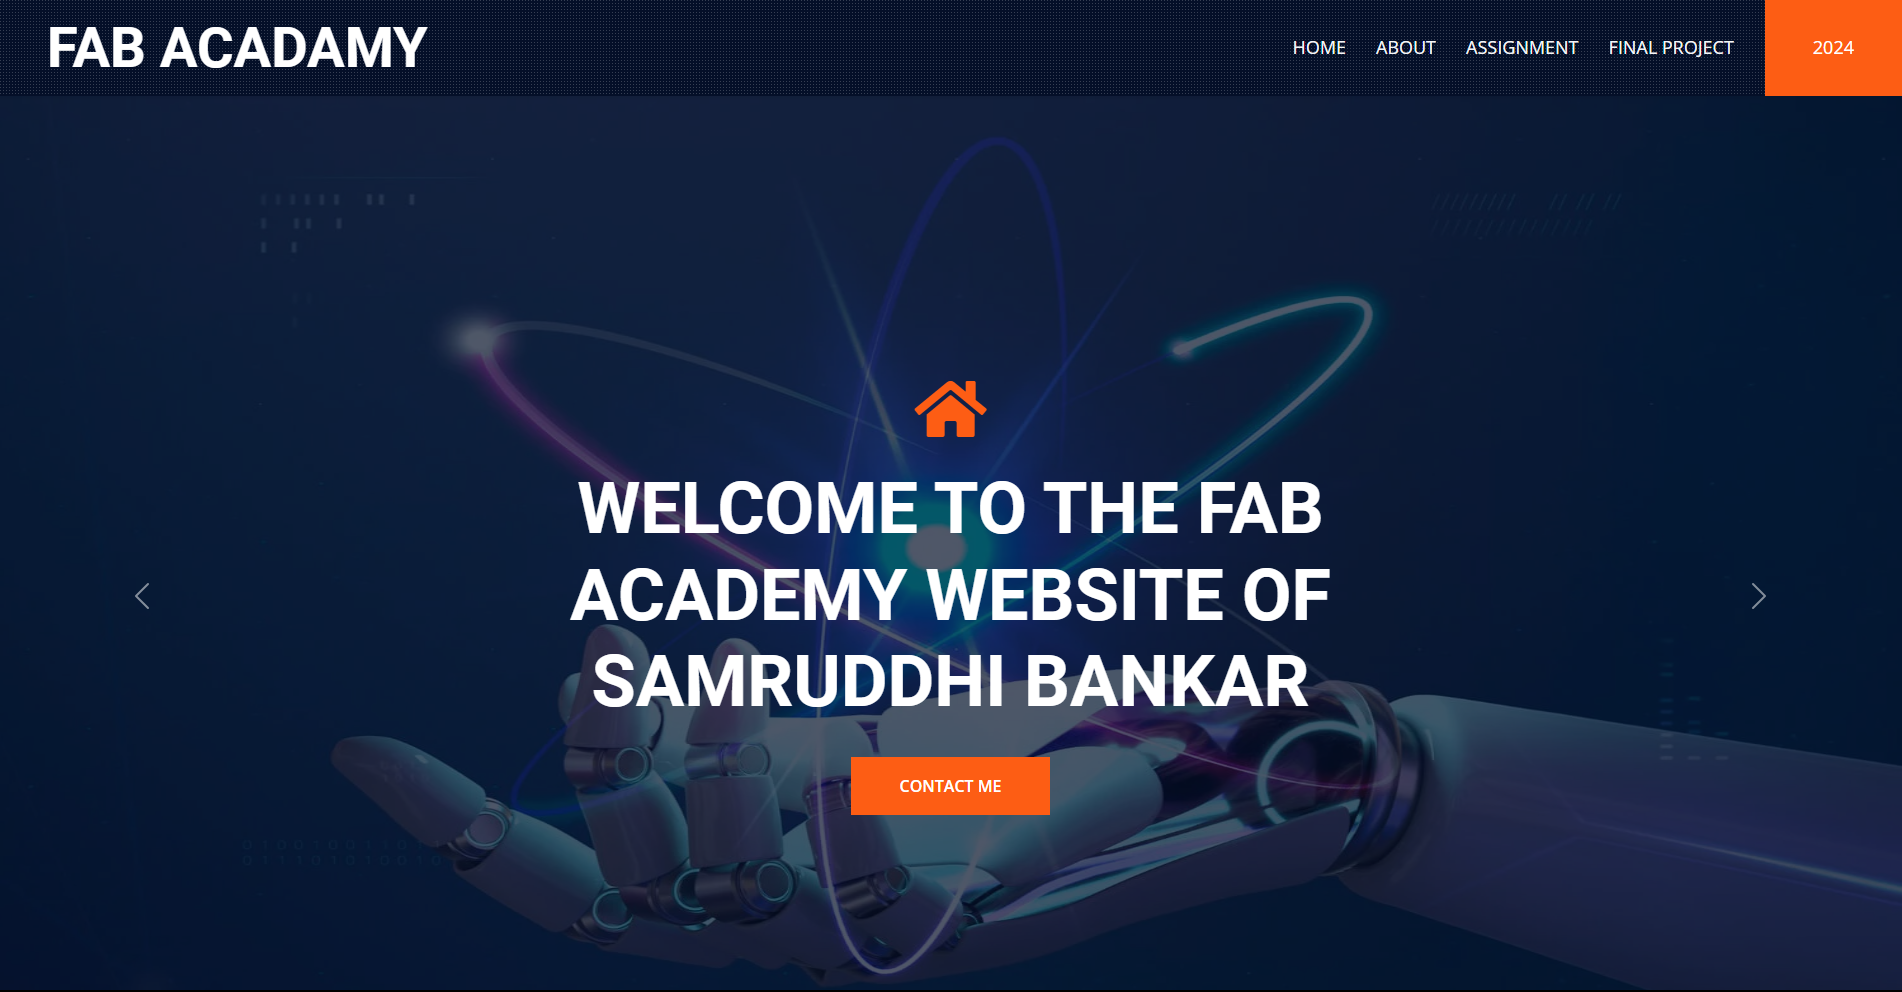 FAB ACADAMY
HOME ABOUT ASSIGNMENT FINAL PROJECT 2024
WELCOME TO THE FAB
ACADEMY WEBSITE OF
SAMRUDDHI BANKAR
CONTACT ME